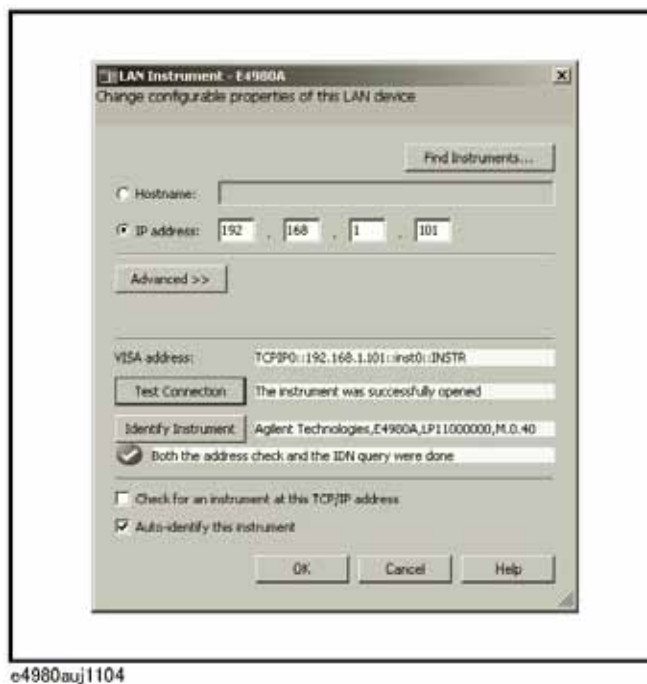 LAN Instrument - E4980A
Change configurable properties of this LAN device
Find Instruments...
Hostname:
IP address: 192 . 168 . 1 . 101
Advanced >>
VISA address: TCPIP0::192.168.1.101::inst0::INSTR
Test Connection The instrument was successfully opened
Identify Instrument Agilent Technologies,E4980A,LP11000000,M.0.40
Both the address check and the IDN query were done
Check for an instrument at this TCP/IP address
Auto-identify this instrument
OK Cancel Help
e4980auj1104